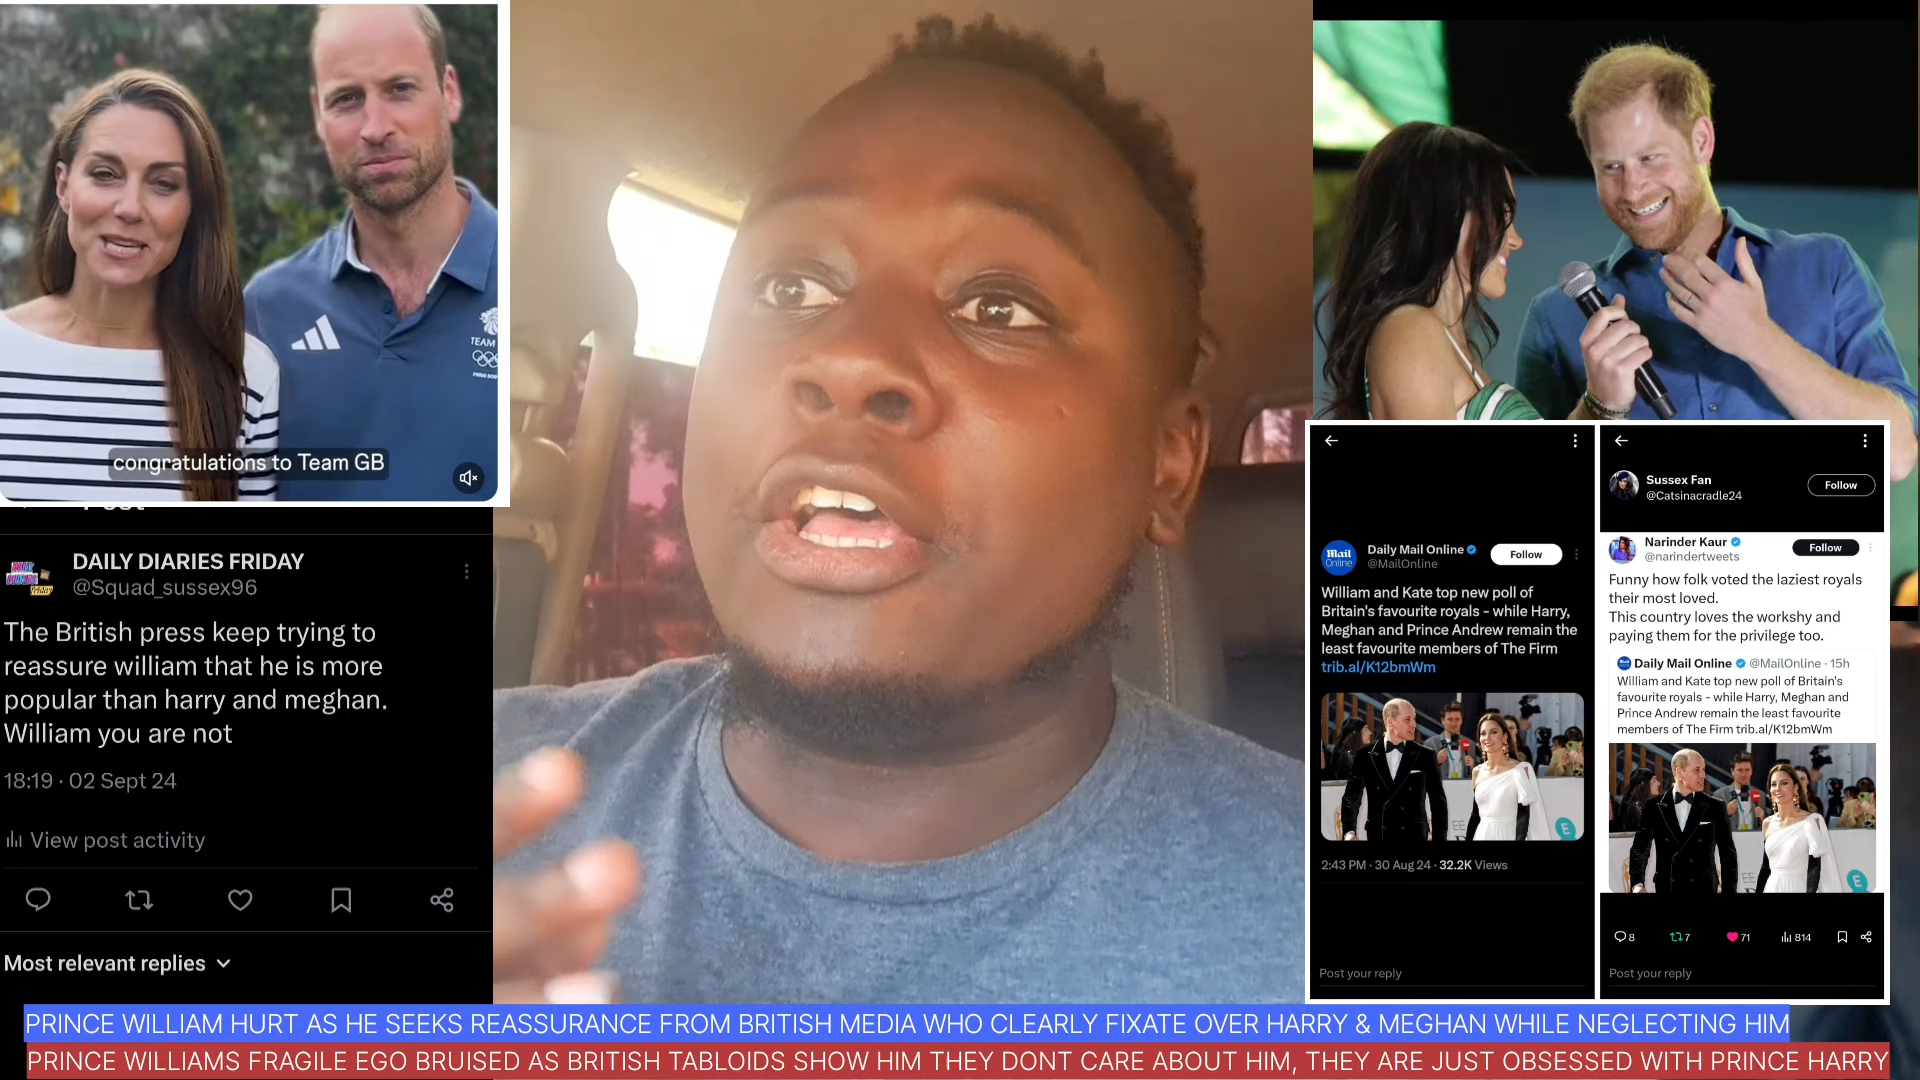 congratulations to Team GB
TEAM
Post
DAILY DIARIES FRIDAY
@Squad_sussex96
The British press keep trying to
reassure william that he is more
popular than harry and meghan.
William you are not
18:19 · 02 Sept 24
View post activity
Most relevant replies
Mail
Online
Daily Mail Online
@MailOnline
Follow
William and Kate top new poll of
Britain's favourite royals - while Harry,
Meghan and Prince Andrew remain the
least favourite members of The Firm
trib.al/K12bmWm
EE
2:43 PM · 30 Aug 24 · 32.2K Views
Post your reply
Sussex Fan
@Catsinacradle24
Follow
Narinder Kaur
@narindertweets
Follow
Funny how folk voted the laziest royals
their most loved.
This country loves the workshy and
paying them for the privilege too.
Daily Mail Online @MailOnline · 15h
William and Kate top new poll of Britain's
favourite royals - while Harry, Meghan and
Prince Andrew remain the least favourite
members of The Firm trib.al/K12bmWm
EE
8 7 71 814
Post your reply
PRINCE WILLIAM HURT AS HE SEEKS REASSURANCE FROM BRITISH MEDIA WHO CLEARLY FIXATE OVER HARRY & MEGHAN WHILE NEGLECTING HIM
PRINCE WILLIAMS FRAGILE EGO BRUISED AS BRITISH TABLOIDS SHOW HIM THEY DONT CARE ABOUT HIM, THEY ARE JUST OBSESSED WITH PRINCE HARRY